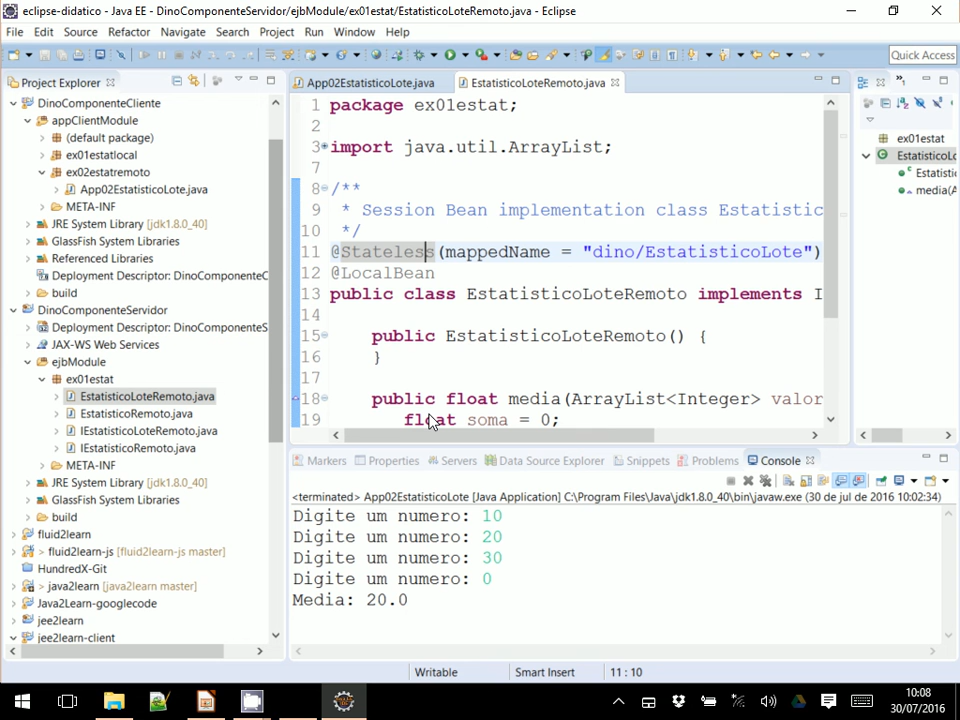 eclipse-didatico - Java EE - DinoComponenteServidor/ejbModule/ex01estat/EstatisticoLoteRemoto.java - Eclipse
File Edit Source Refactor Navigate Search Project Run Window Help
Quick Access
Project Explorer
DinoComponenteCliente
appClientModule
(default package)
ex01estatlocal
ex02estatremoto
App02EstatisticoLote.java
META-INF
JRE System Library [jdk1.8.0_40]
GlassFish System Libraries
Referenced Libraries
Deployment Descriptor: DinoComponenteC
build
DinoComponenteServidor
Deployment Descriptor: DinoComponenteS
JAX-WS Web Services
ejbModule
ex01estat
EstatisticoLoteRemoto.java
EstatisticoRemoto.java
IEstatisticoLoteRemoto.java
IEstatisticoRemoto.java
META-INF
JRE System Library [jdk1.8.0_40]
GlassFish System Libraries
build
fluid2learn
> fluid2learn-js [fluid2learn-js master]
HundredX-Git
> java2learn [java2learn master]
Java2Learn-googlecode
jee2learn
jee2learn-client
App02EstatisticoLote.java EstatisticoLoteRemoto.java
1 package ex01estat;
2
3 import java.util.ArrayList;
7
8 /**
9 * Session Bean implementation class Estatistic
10 */
11 @Stateless(mappedName = "dino/EstatisticoLote")
12 @LocalBean
13 public class EstatisticoLoteRemoto implements I
14
15 public EstatisticoLoteRemoto() {
16 }
17
18 public float media(ArrayList<Integer> valor
19 float soma = 0;
»1
ex01estat
EstatisticoLo
Estatistic
media(A
Markers Properties Servers Data Source Explorer Snippets Problems Console
<terminated> App02EstatisticoLote [Java Application] C:\Program Files\Java\jdk1.8.0_40\bin\javaw.exe (30 de jul de 2016 10:02:34)
Digite um numero: 10
Digite um numero: 20
Digite um numero: 30
Digite um numero: 0
Media: 20.0
Writable Smart Insert 11 : 10
10:08
30/07/2016